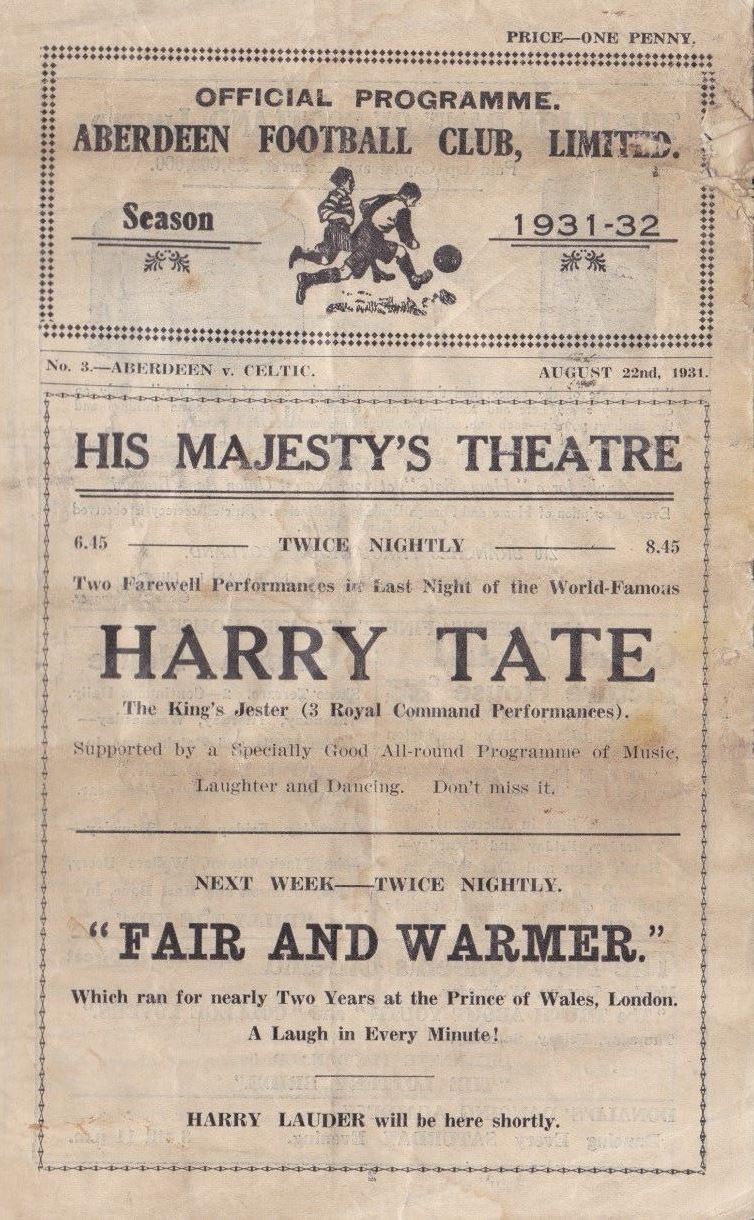 PRICE—ONE PENNY.
OFFICIAL PROGRAMME.
ABERDEEN FOOTBALL CLUB, LIMITED.
Season 1931-32
No. 3.—ABERDEEN v. CELTIC. AUGUST 22nd, 1931.
HIS MAJESTY'S THEATRE
6.45 TWICE NIGHTLY 8.45
Two Farewell Performances in Last Night of the World-Famous
HARRY TATE
The King's Jester (3 Royal Command Performances).
Supported by a Specially Good All-round Programme of Music,
Laughter and Dancing. Don't miss it.
NEXT WEEK—TWICE NIGHTLY.
"FAIR AND WARMER."
Which ran for nearly Two Years at the Prince of Wales, London.
A Laugh in Every Minute!
HARRY LAUDER will be here shortly.